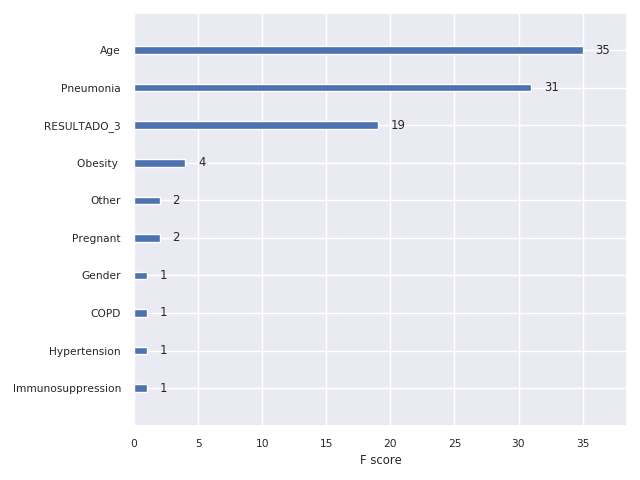 Age 35
Pneumonia 31
RESULTADO_3 19
Obesity 4
Other 2
Pregnant 2
Gender 1
COPD 1
Hypertension 1
Immunosuppression 1
0 5 10 15 20 25 30 35
F score